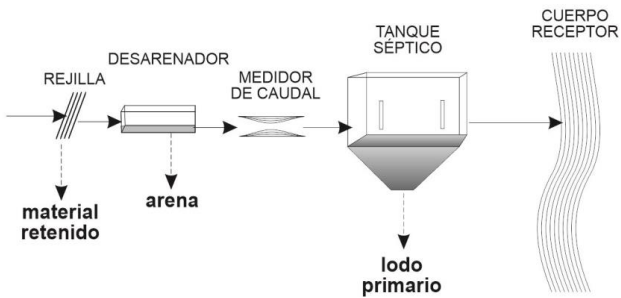 REJILLA
DESARENADOR
MEDIDOR
DE CAUDAL
TANQUE
SÉPTICO
CUERPO
RECEPTOR
material
retenido
arena
lodo
primario